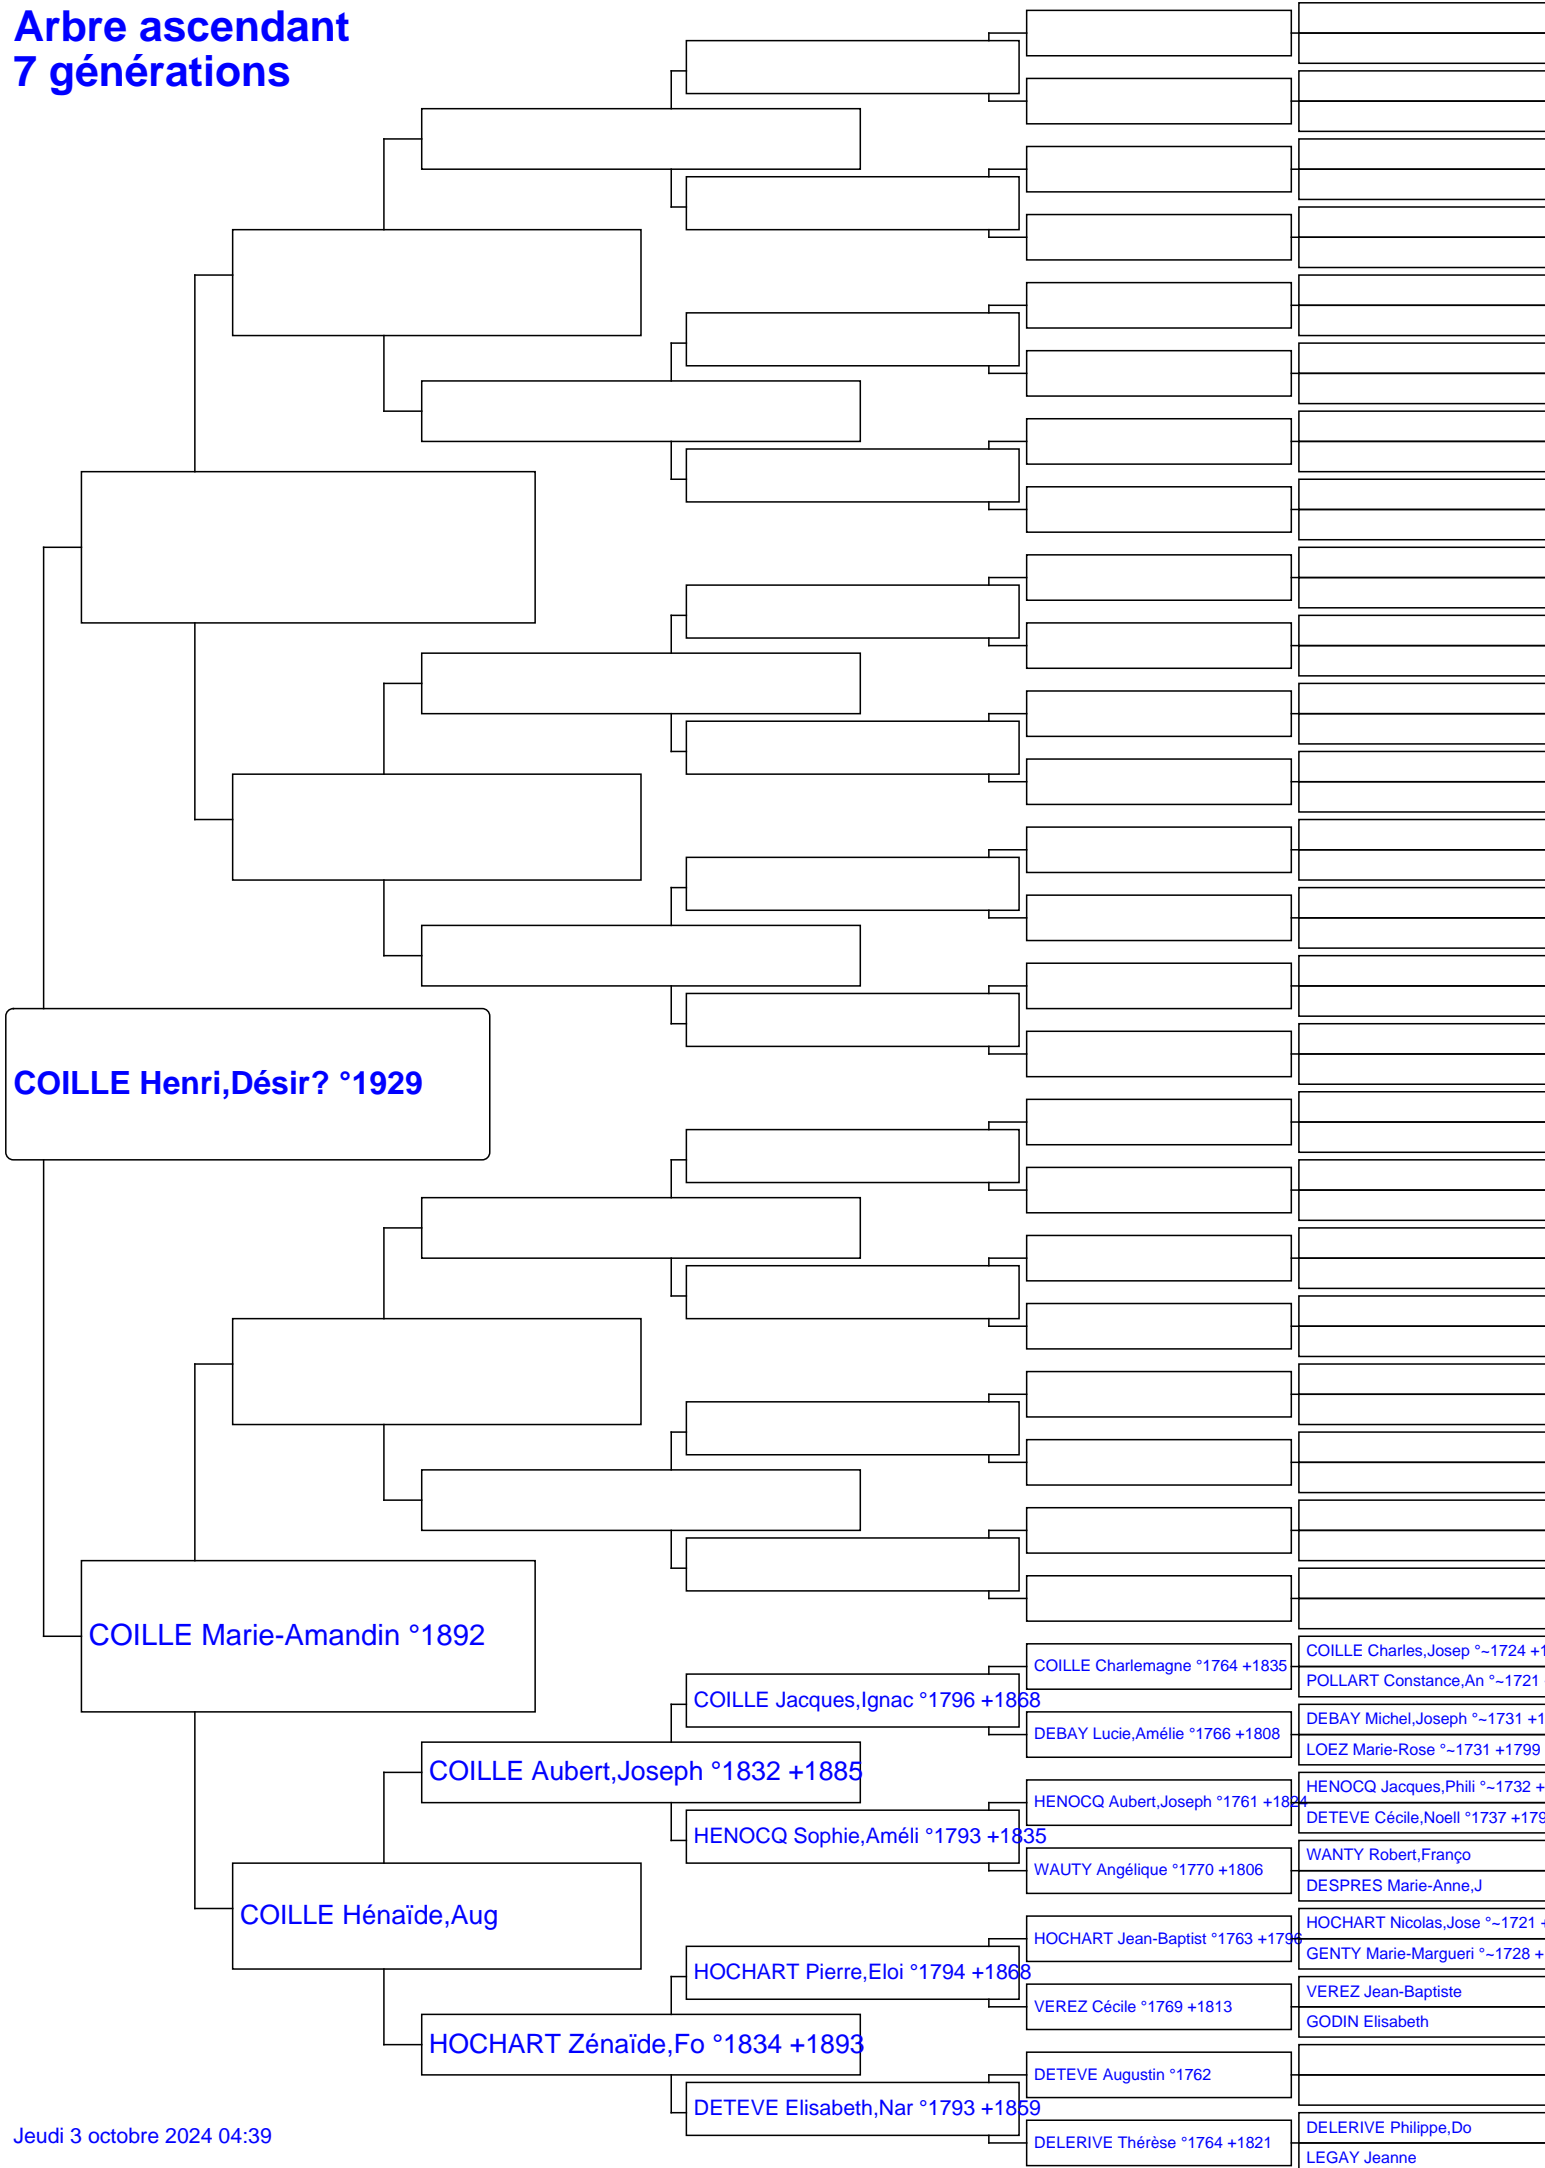 Arbre ascendant
7 générations
COILLE Henri,Désir? °1929
COILLE Marie-Amandin °1892
COILLE Hénaïde,Aug
COILLE Aubert,Joseph °1832 +1885
HOCHART Zénaïde,Fo °1834 +1893
COILLE Jacques,Ignac °1796 +1868
HENOCQ Sophie,Améli °1793 +1835
HOCHART Pierre,Eloi °1794 +1868
DETEVE Elisabeth,Nar °1793 +1859
COILLE Charlemagne °1764 +1835
DEBAY Lucie,Amélie °1766 +1808
HENOCQ Aubert,Joseph °1761 +1824
WAUTY Angélique °1770 +1806
HOCHART Jean-Baptist °1763 +1796
VEREZ Cécile °1769 +1813
DETEVE Augustin °1762
DELERIVE Thérèse °1764 +1821
COILLE Charles,Josep °~1724 +1
POLLART Constance,An °~1721
DEBAY Michel,Joseph °~1731 +1
LOEZ Marie-Rose °~1731 +1799
HENOCQ Jacques,Phili °~1732 +
DETEVE Cécile,Noell °1737 +179
WANTY Robert,Franço
DESPRES Marie-Anne,J
HOCHART Nicolas,Jose °~1721 +
GENTY Marie-Margueri °~1728 +
VEREZ Jean-Baptiste
GODIN Elisabeth
DELERIVE Philippe,Do
LEGAY Jeanne
Jeudi 3 octobre 2024 04:39